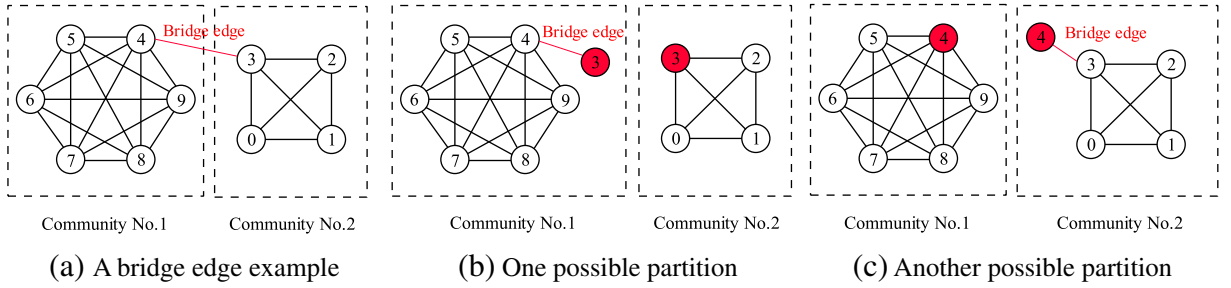 5 4 Bridge edge 3 2
6 9
7 8 0 1
Community No.1 Community No.2
(a) A bridge edge example
5 4 Bridge edge 3 3 2
6 9
7 8 0 1
Community No.1 Community No.2
(b) One possible partition
5 4 4 Bridge edge 3 2
6 9
7 8 0 1
Community No.1 Community No.2
(c) Another possible partition